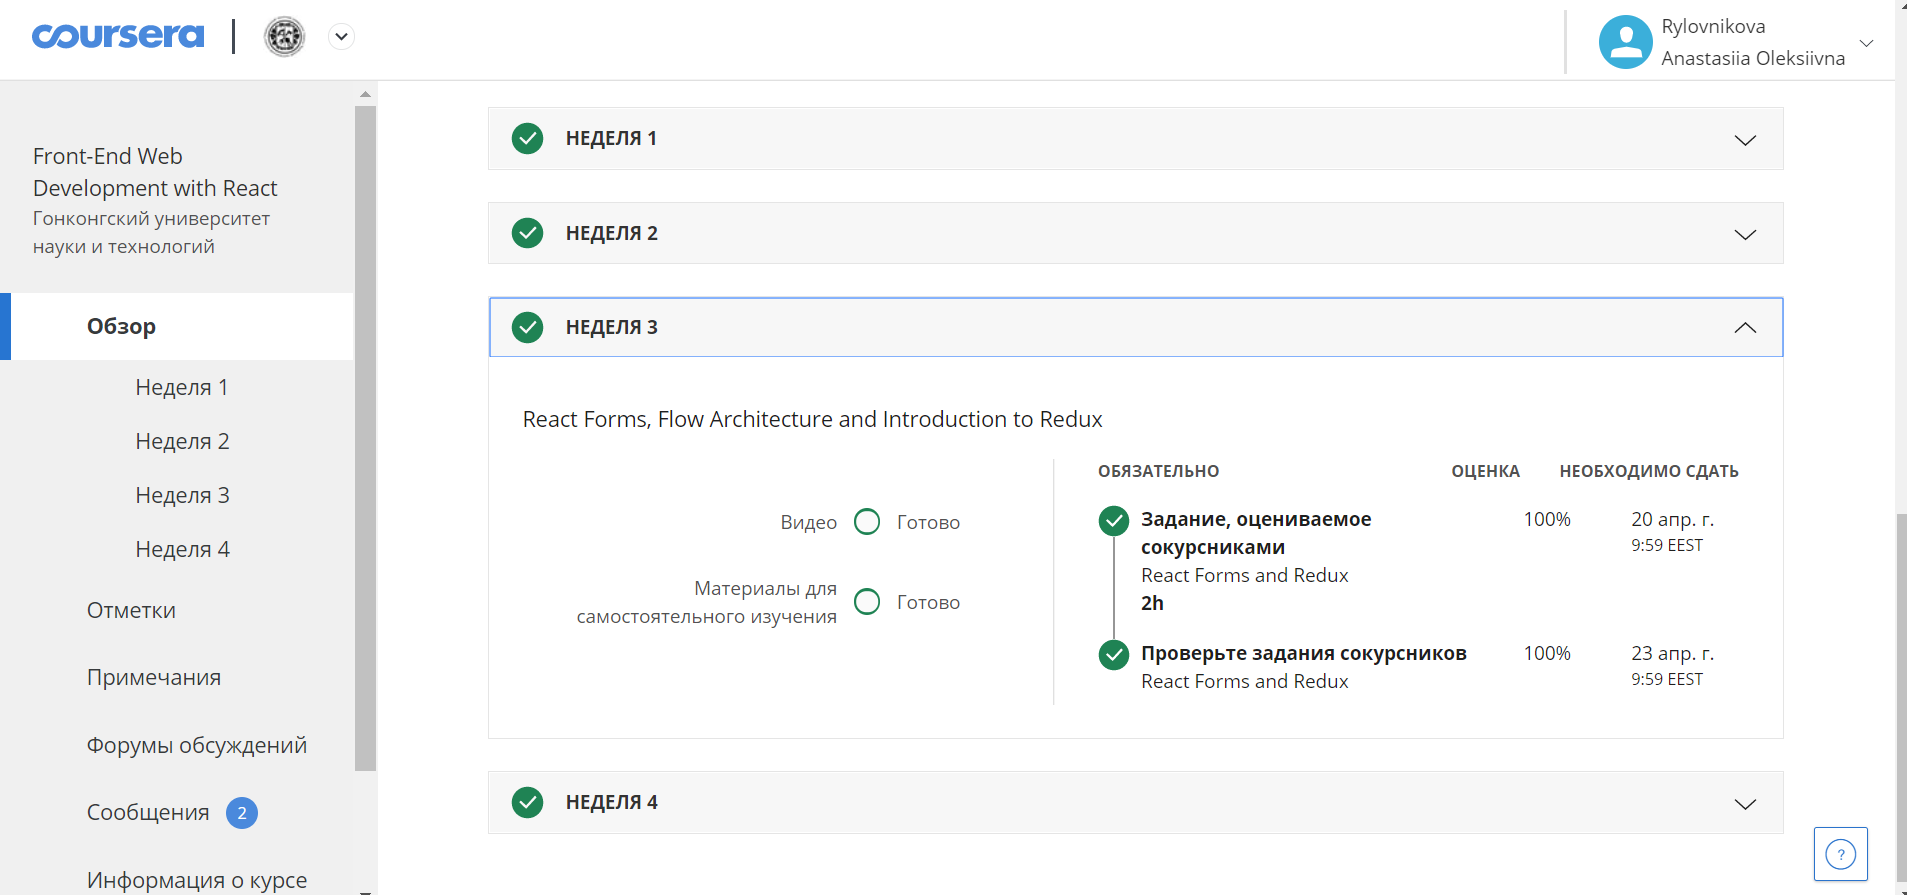 coursera
Rylovnikova
Anastasiia Oleksiivna
Front-End Web
Development with React
Гонконгский университет
науки и технологий
Обзор
Неделя 1
Неделя 2
Неделя 3
Неделя 4
Отметки
Примечания
Форумы обсуждений
Сообщения 2
Информация о курсе
НЕДЕЛЯ 1
НЕДЕЛЯ 2
НЕДЕЛЯ 3
React Forms, Flow Architecture and Introduction to Redux
Видео Готово
Материалы для
самостоятельного изучения Готово
ОБЯЗАТЕЛЬНО ОЦЕНКА НЕОБХОДИМО СДАТЬ
Задание, оцениваемое 100% 20 апр. г.
сокурсниками 9:59 EEST
React Forms and Redux
2h
Проверьте задания сокурсников 100% 23 апр. г.
React Forms and Redux 9:59 EEST
НЕДЕЛЯ 4
?